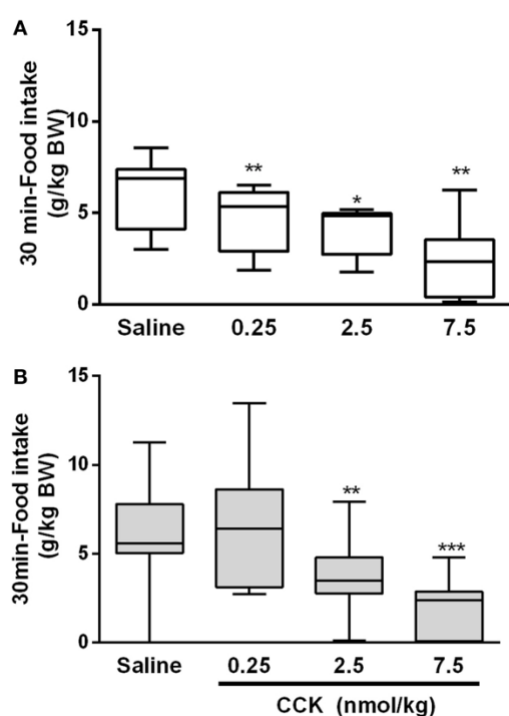 A
30 min-Food intake
(g/kg BW)
15
10
5
0
**
*
**
Saline 0.25 2.5 7.5
B
30min-Food intake
(g/kg BW)
15
10
5
0
**
***
Saline 0.25 2.5 7.5
CCK (nmol/kg)